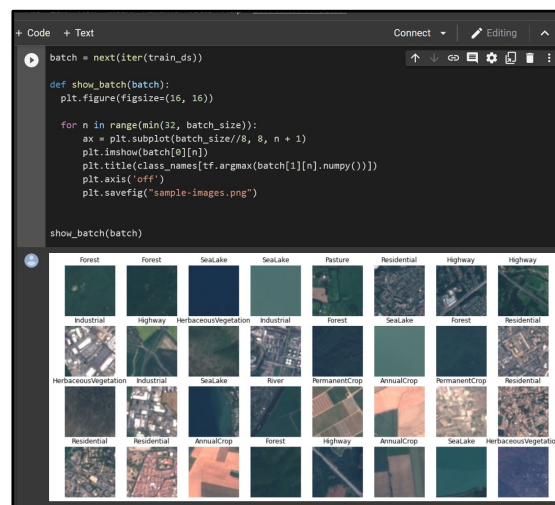 + Code + Text Connect Editing
batch = next(iter(train_ds))
def show_batch(batch):
plt.figure(figsize=(16, 16))
for n in range(min(32, batch_size)):
ax = plt.subplot(batch_size//8, 8, n + 1)
plt.imshow(batch[0][n])
plt.title(class_names[tf.argmax(batch[1][n].numpy())])
plt.axis('off')
plt.savefig("sample-images.png")
show_batch(batch)
Forest Forest SeaLake SeaLake Pasture Residential Highway Highway
Industrial Highway HerbaceousVegetation Industrial Forest SeaLake Forest Residential
HerbaceousVegetation Industrial SeaLake River PermanentCrop AnnualCrop PermanentCrop Residential
Residential Residential AnnualCrop Forest Highway AnnualCrop SeaLake HerbaceousVegetatio